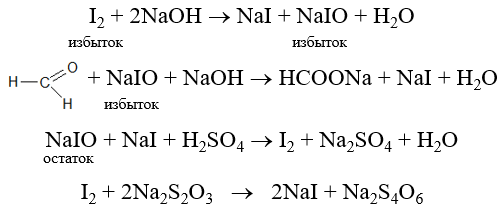 I₂ + 2NaOH → NaI + NaIO + H₂O
избыток избыток
O
H C + NaIO + NaOH → HCOONa + NaI + H₂O
H избыток
NaIO + NaI + H₂SO₄ → I₂ + Na₂SO₄ + H₂O
остаток
I₂ + 2Na₂S₂O₃ → 2NaI + Na₂S₄O₆